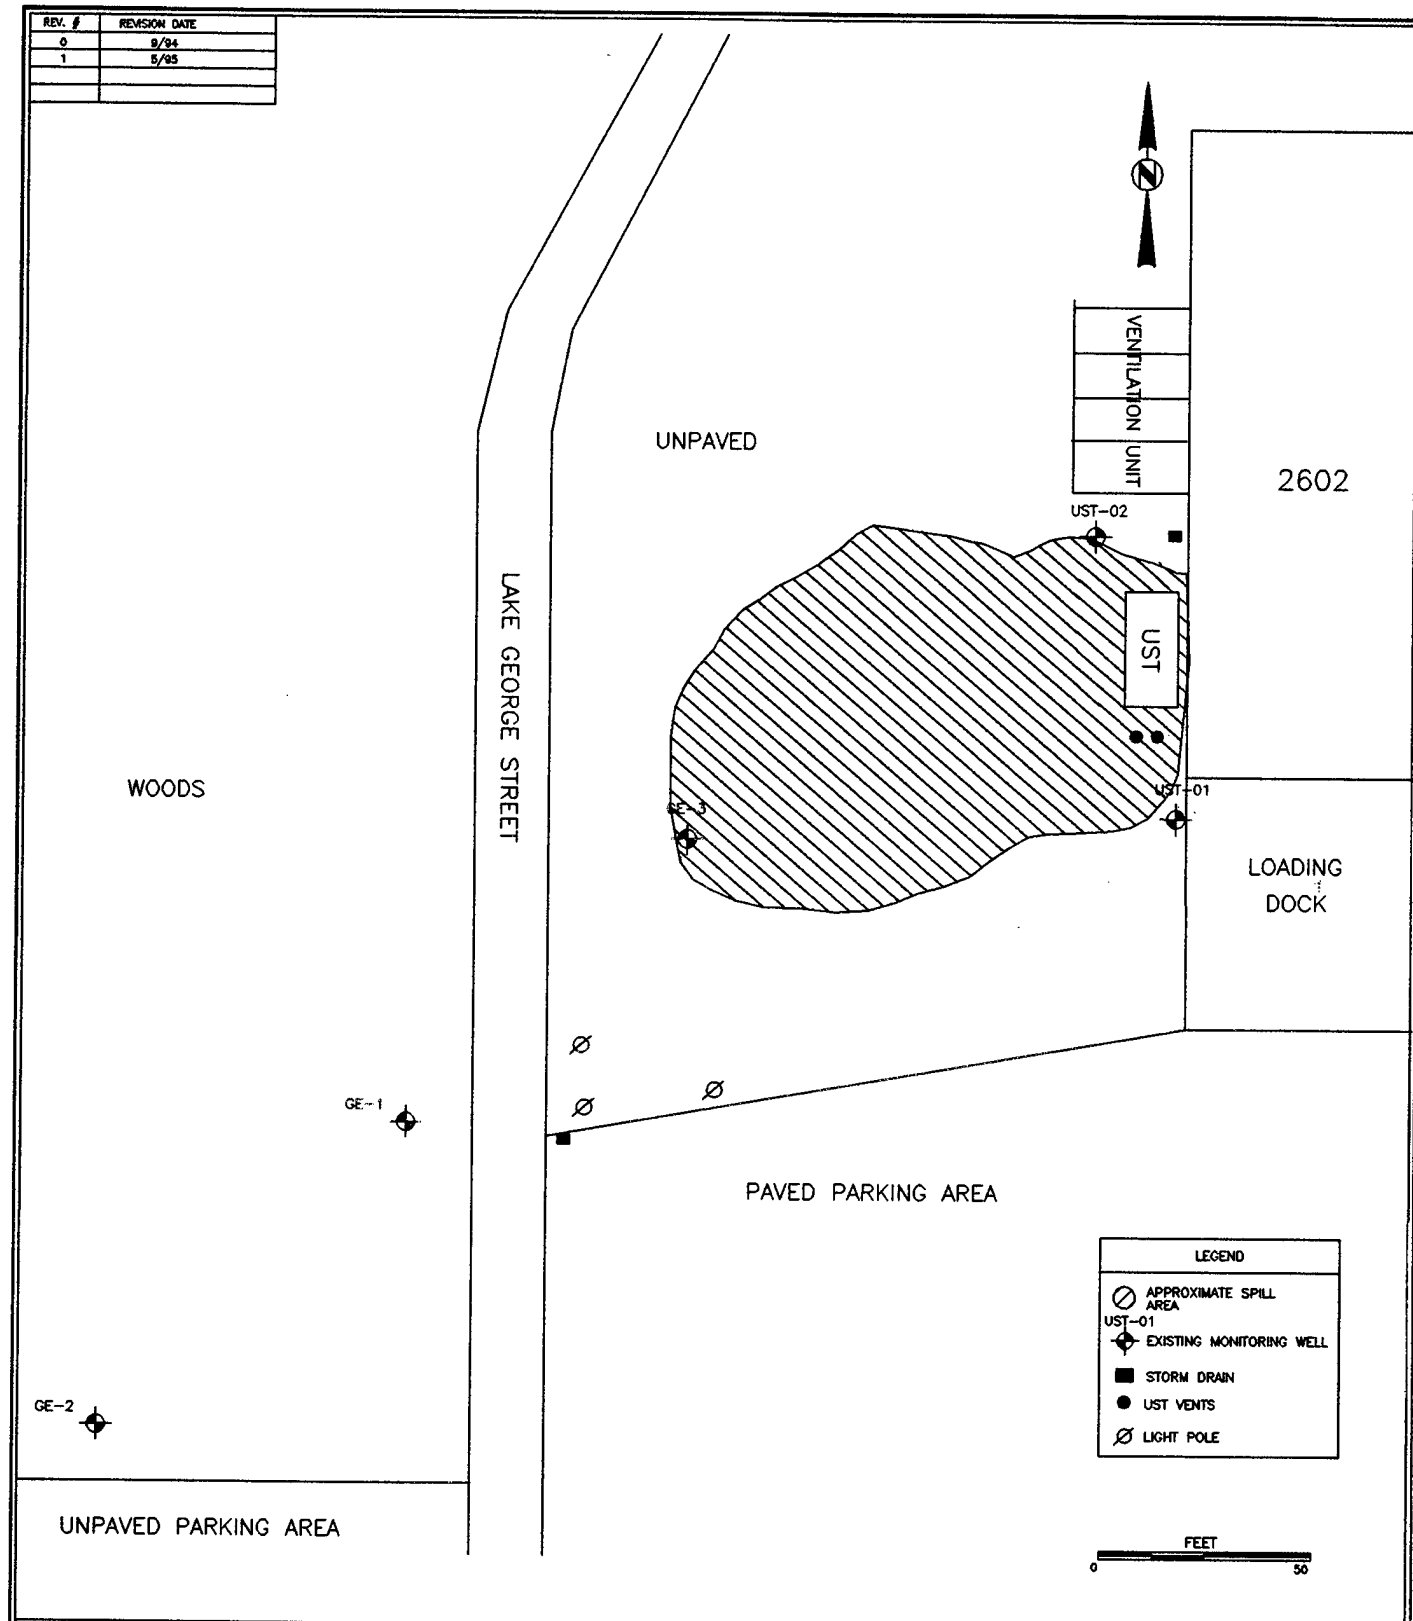 REV. # REVISION DATE
0 9/94
1 5/95
N
VENTILATION UNIT
UNPAVED
2602
UST-02
LAKE GEORGE STREET
UST
WOODS
UST-01
GE-3
LOADING
DOCK
GE-1
PAVED PARKING AREA
LEGEND
APPROXIMATE SPILL
AREA
UST-01
EXISTING MONITORING WELL
STORM DRAIN
UST VENTS
LIGHT POLE
GE-2
UNPAVED PARKING AREA
FEET
0 50